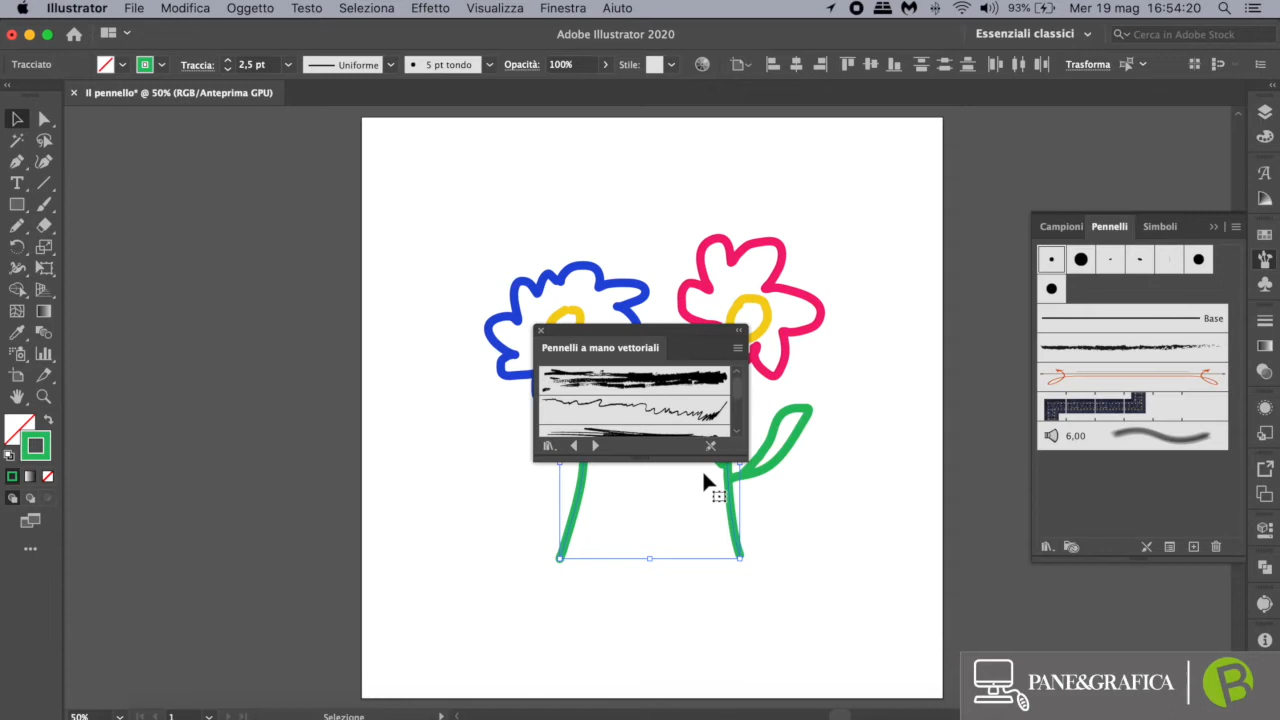 Illustrator File Modifica Oggetto Testo Seleziona Effetto Visualizza Finestra Aiuto 93% Mer 19 mag 16:54:20
Adobe Illustrator 2020
Essenziali classici
Cerca in Adobe Stock
Tracciato Traccia: 2,5 pt Uniforme 5 pt tondo Opacità: 100% Stile: Trasforma
Il pennello* @ 50% (RGB/Anteprima GPU)
Campioni Pennelli Simboli
Base
6,00
Pennelli a mano vettoriali
PANE&GRAFICA
50% 1 Selezione